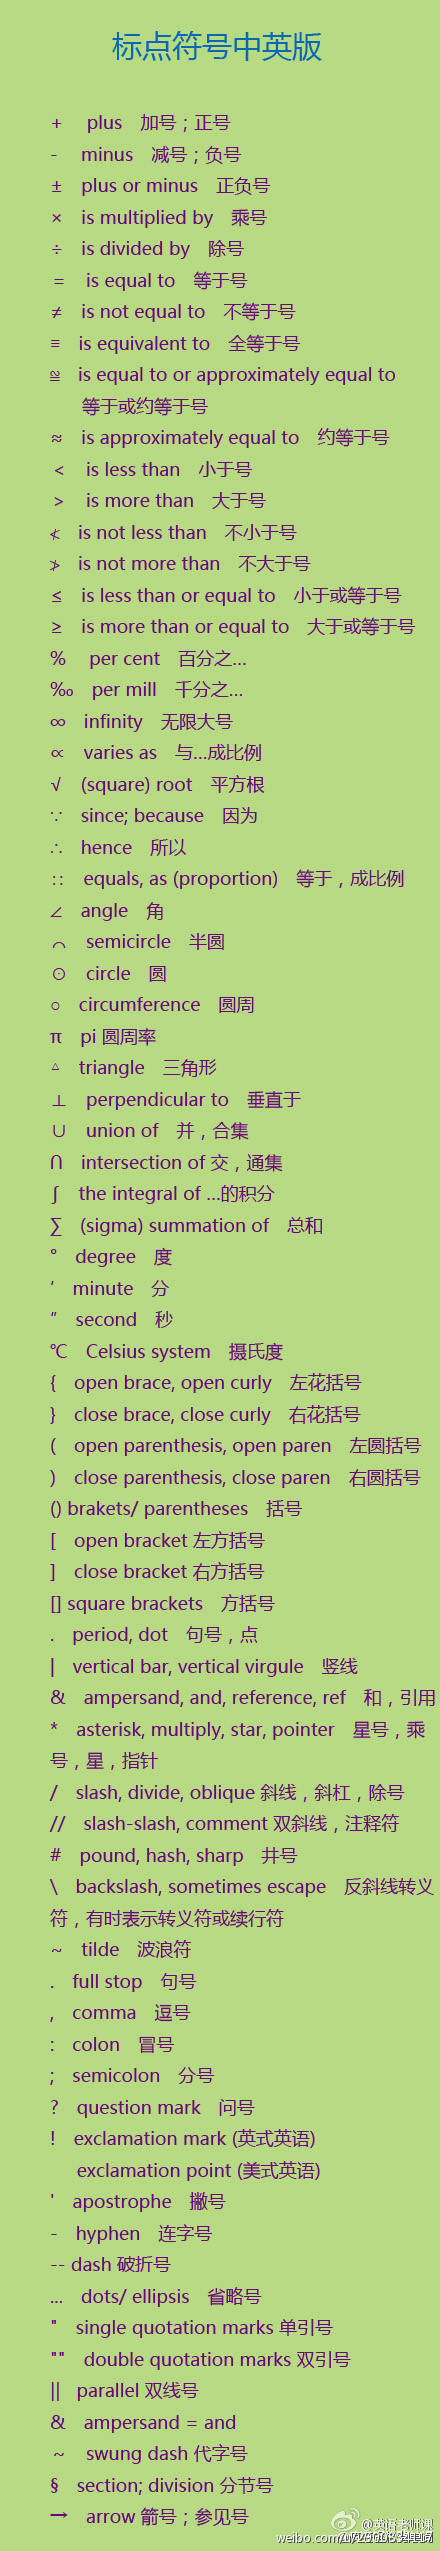 标点符号中英版
+ plus 加号；正号
- minus 减号；负号
± plus or minus 正负号
× is multiplied by 乘号
÷ is divided by 除号
= is equal to 等于号
≠ is not equal to 不等于号
≡ is equivalent to 全等于号
≌ is equal to or approximately equal to
等于或约等于号
≈ is approximately equal to 约等于号
< is less than 小于号
> is more than 大于号
≮ is not less than 不小于号
≯ is not more than 不大于号
≤ is less than or equal to 小于或等于号
≥ is more than or equal to 大于或等于号
% per cent 百分之…
‰ per mill 千分之…
∞ infinity 无限大号
∝ varies as 与…成比例
√ (square) root 平方根
∵ since; because 因为
∴ hence 所以
∷ equals, as (proportion) 等于，成比例
∠ angle 角
⌒ semicircle 半圆
⊙ circle 圆
○ circumference 圆周
π pi 圆周率
△ triangle 三角形
⊥ perpendicular to 垂直于
∪ union of 并，合集
∩ intersection of 交，通集
∫ the integral of …的积分
∑ (sigma) summation of 总和
° degree 度
′ minute 分
″ second 秒
℃ Celsius system 摄氏度
{ open brace, open curly 左花括号
} close brace, close curly 右花括号
( open parenthesis, open paren 左圆括号
) close parenthesis, close paren 右圆括号
() brakets/ parentheses 括号
[ open bracket 左方括号
] close bracket 右方括号
[] square brackets 方括号
. period, dot 句号，点
| vertical bar, vertical virgule 竖线
& ampersand, and, reference, ref 和，引用
* asterisk, multiply, star, pointer 星号，乘
号，星，指针
/ slash, divide, oblique 斜线，斜杠，除号
// slash-slash, comment 双斜线，注释符
# pound, hash, sharp 井号
\ backslash, sometimes escape 反斜线转义
符，有时表示转义符或续行符
~ tilde 波浪符
. full stop 句号
, comma 逗号
: colon 冒号
; semicolon 分号
? question mark 问号
! exclamation mark (英式英语)
exclamation point (美式英语)
' apostrophe 撇号
- hyphen 连字号
-- dash 破折号
... dots/ ellipsis 省略号
" single quotation marks 单引号
"" double quotation marks 双引号
|| parallel 双线号
& ampersand = and
～ swung dash 代字号
§ section; division 分节号
→ arrow 箭号；参见号
@英语老师课
weibo.com/